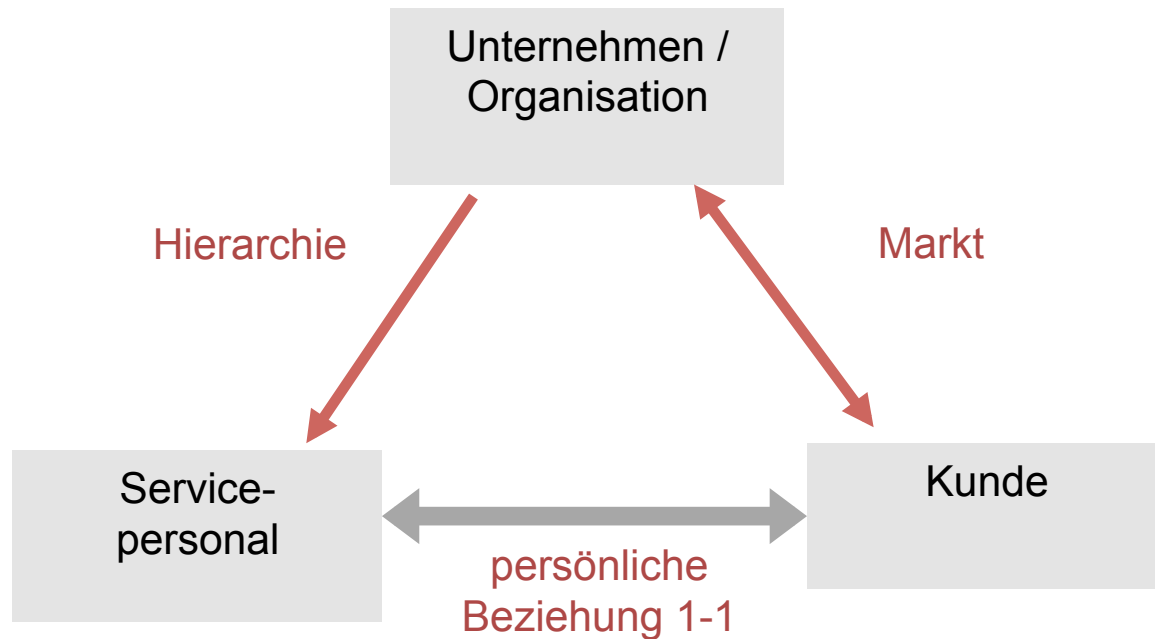 Unternehmen /
Organisation
Hierarchie
Markt
Service-
personal
Kunde
persönliche
Beziehung 1-1